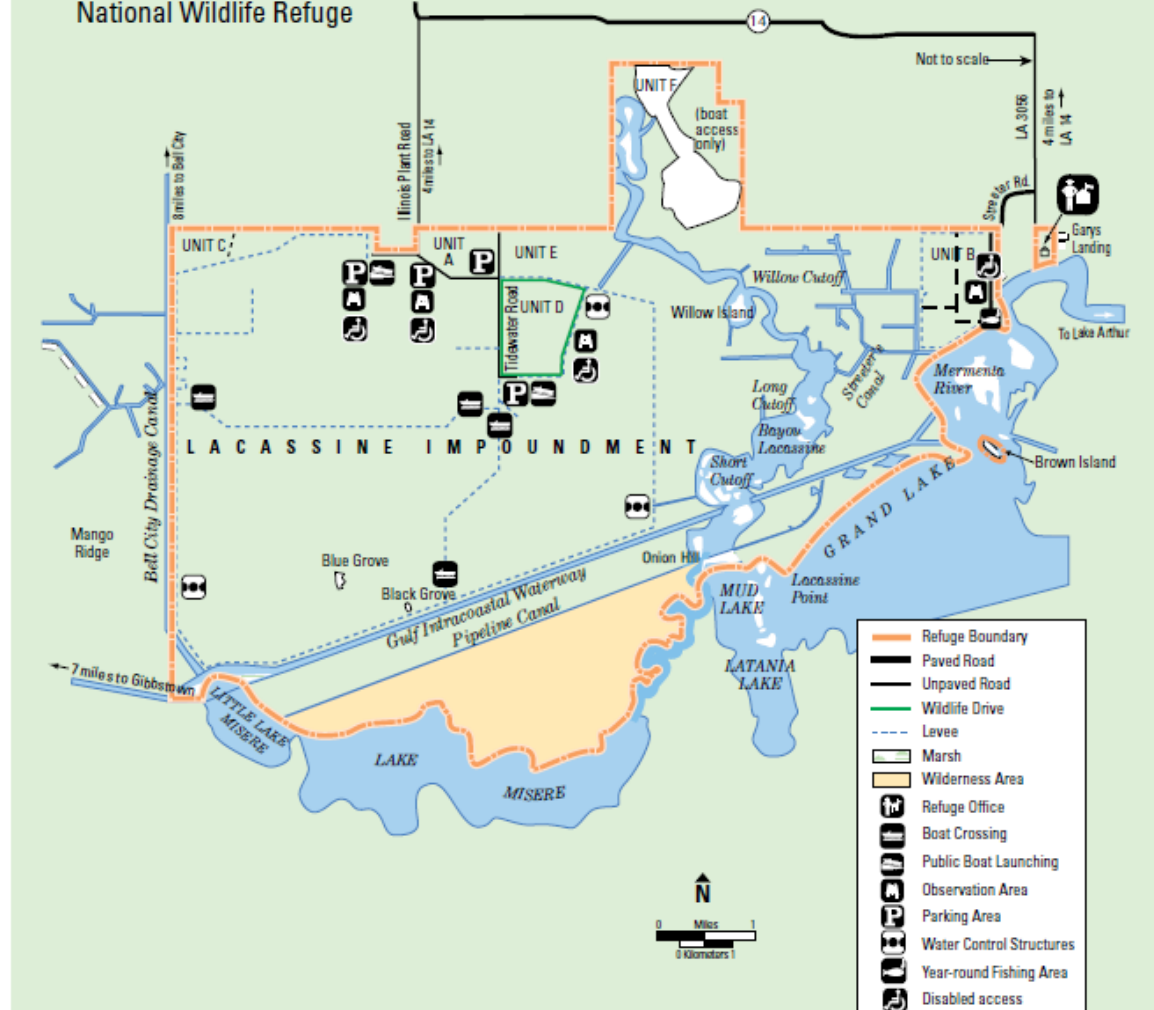 National Wildlife Refuge
14
Not to scale
UNIT F
(boat
access
only)
LA 3056
4 miles to
LA 14
8 miles to Bell City
Illinois Plant Road
4 miles to LA 14
Streeter Rd.
Garys
Landing
UNIT C
UNIT
A
P
UNIT E
UNIT B
P
P
Willow Cutoff
Tidewater Road
UNIT D
Willow Island
To Lake Arthur
Streeter's
Canal
Mermenta
River
P
Long
Cutoff
Bayou
Lacassine
LACASSINE IMPOUNDMENT
Short
Cutoff
Brown Island
GRAND LAKE
Bell City Drainage Canal
Mango
Ridge
Blue Grove
Onion Hill
Black Grove
Gulf Intracoastal Waterway
Pipeline Canal
MUD
LAKE
Lacassine
Point
7 miles to Gibbstown
LITTLE LAKE
MISERE
LATANIA
LAKE
LAKE
MISERE
N
0 Miles 1
0 Kilometers 1
Refuge Boundary
Paved Road
Unpaved Road
Wildlife Drive
Levee
Marsh
Wilderness Area
Refuge Office
Boat Crossing
Public Boat Launching
Observation Area
P Parking Area
Water Control Structures
Year-round Fishing Area
Disabled access